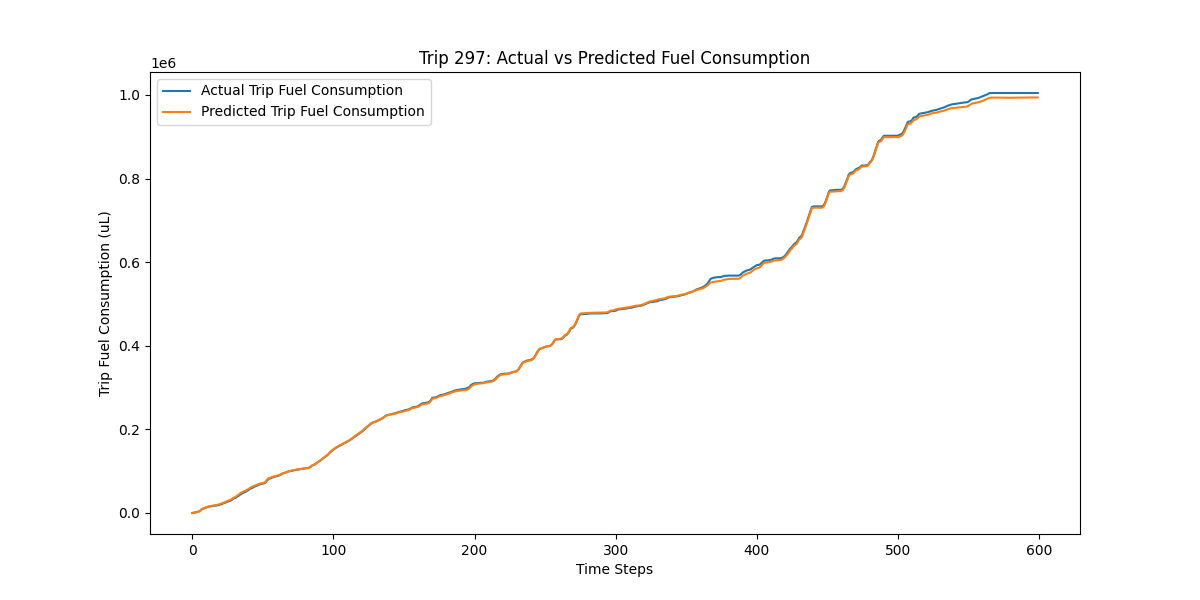 Trip 297: Actual vs Predicted Fuel Consumption
1e6
Actual Trip Fuel Consumption
Predicted Trip Fuel Consumption
1.0
0.8
0.6
0.4
0.2
0.0
Trip Fuel Consumption (uL)
0 100 200 300 400 500 600
Time Steps